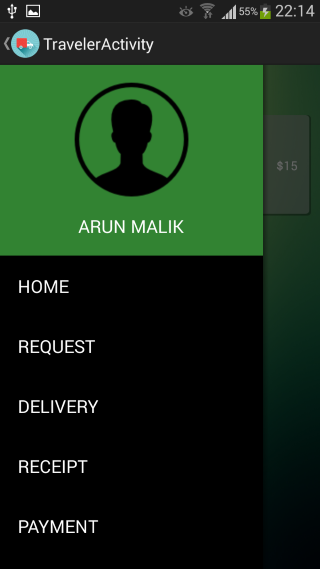 55% 22:14
TravelerActivity
$15
ARUN MALIK
HOME
REQUEST
DELIVERY
RECEIPT
PAYMENT